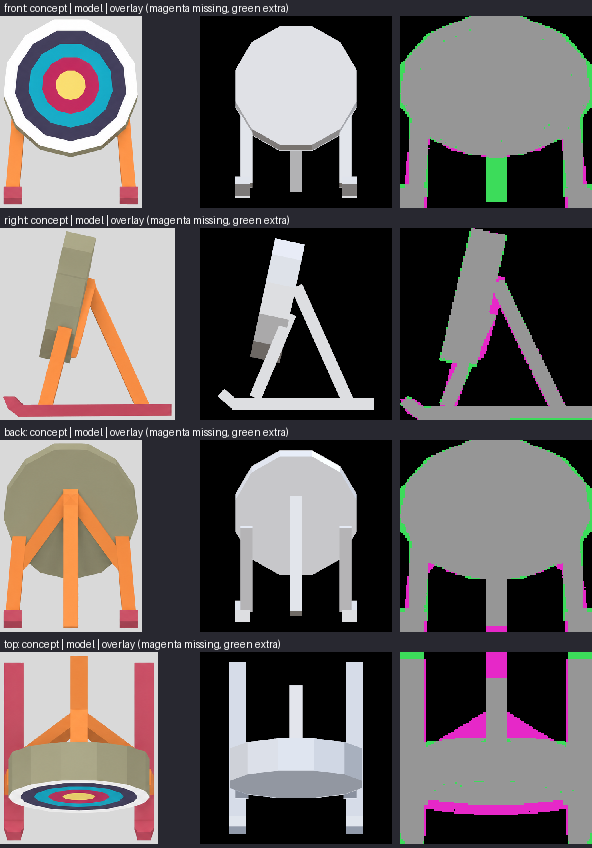 front: concept | model | overlay (magenta missing, green extra)
right: concept | model | overlay (magenta missing, green extra)
back: concept | model | overlay (magenta missing, green extra)
top: concept | model | overlay (magenta missing, green extra)